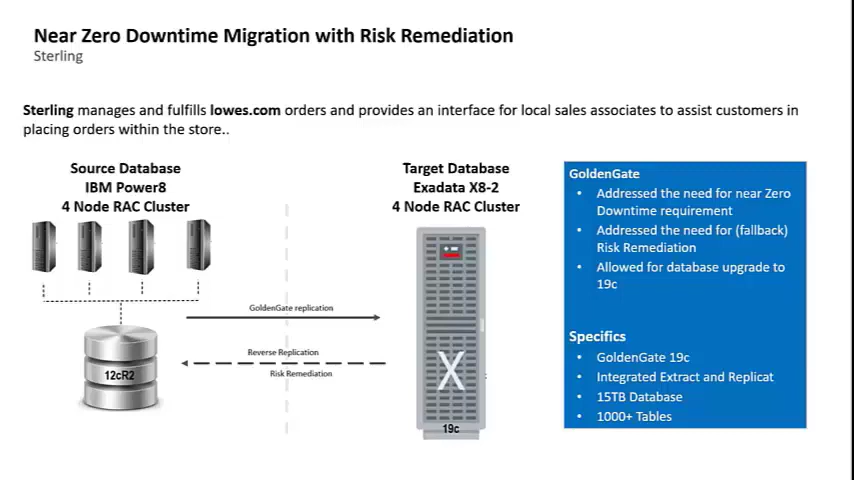 Near Zero Downtime Migration with Risk Remediation
Sterling
Sterling manages and fulfills lowes.com orders and provides an interface for local sales associates to assist customers in
placing orders within the store..
Source Database
IBM Power8
4 Node RAC Cluster
12cR2
GoldenGate replication
Reverse Replication
Risk Remediation
Target Database
Exadata X8-2
4 Node RAC Cluster
X
19c
GoldenGate
• Addressed the need for near Zero
Downtime requirement
• Addressed the need for (fallback)
Risk Remediation
• Allowed for database upgrade to
19c
Specifics
• GoldenGate 19c
• Integrated Extract and Replicat
• 15TB Database
• 1000+ Tables